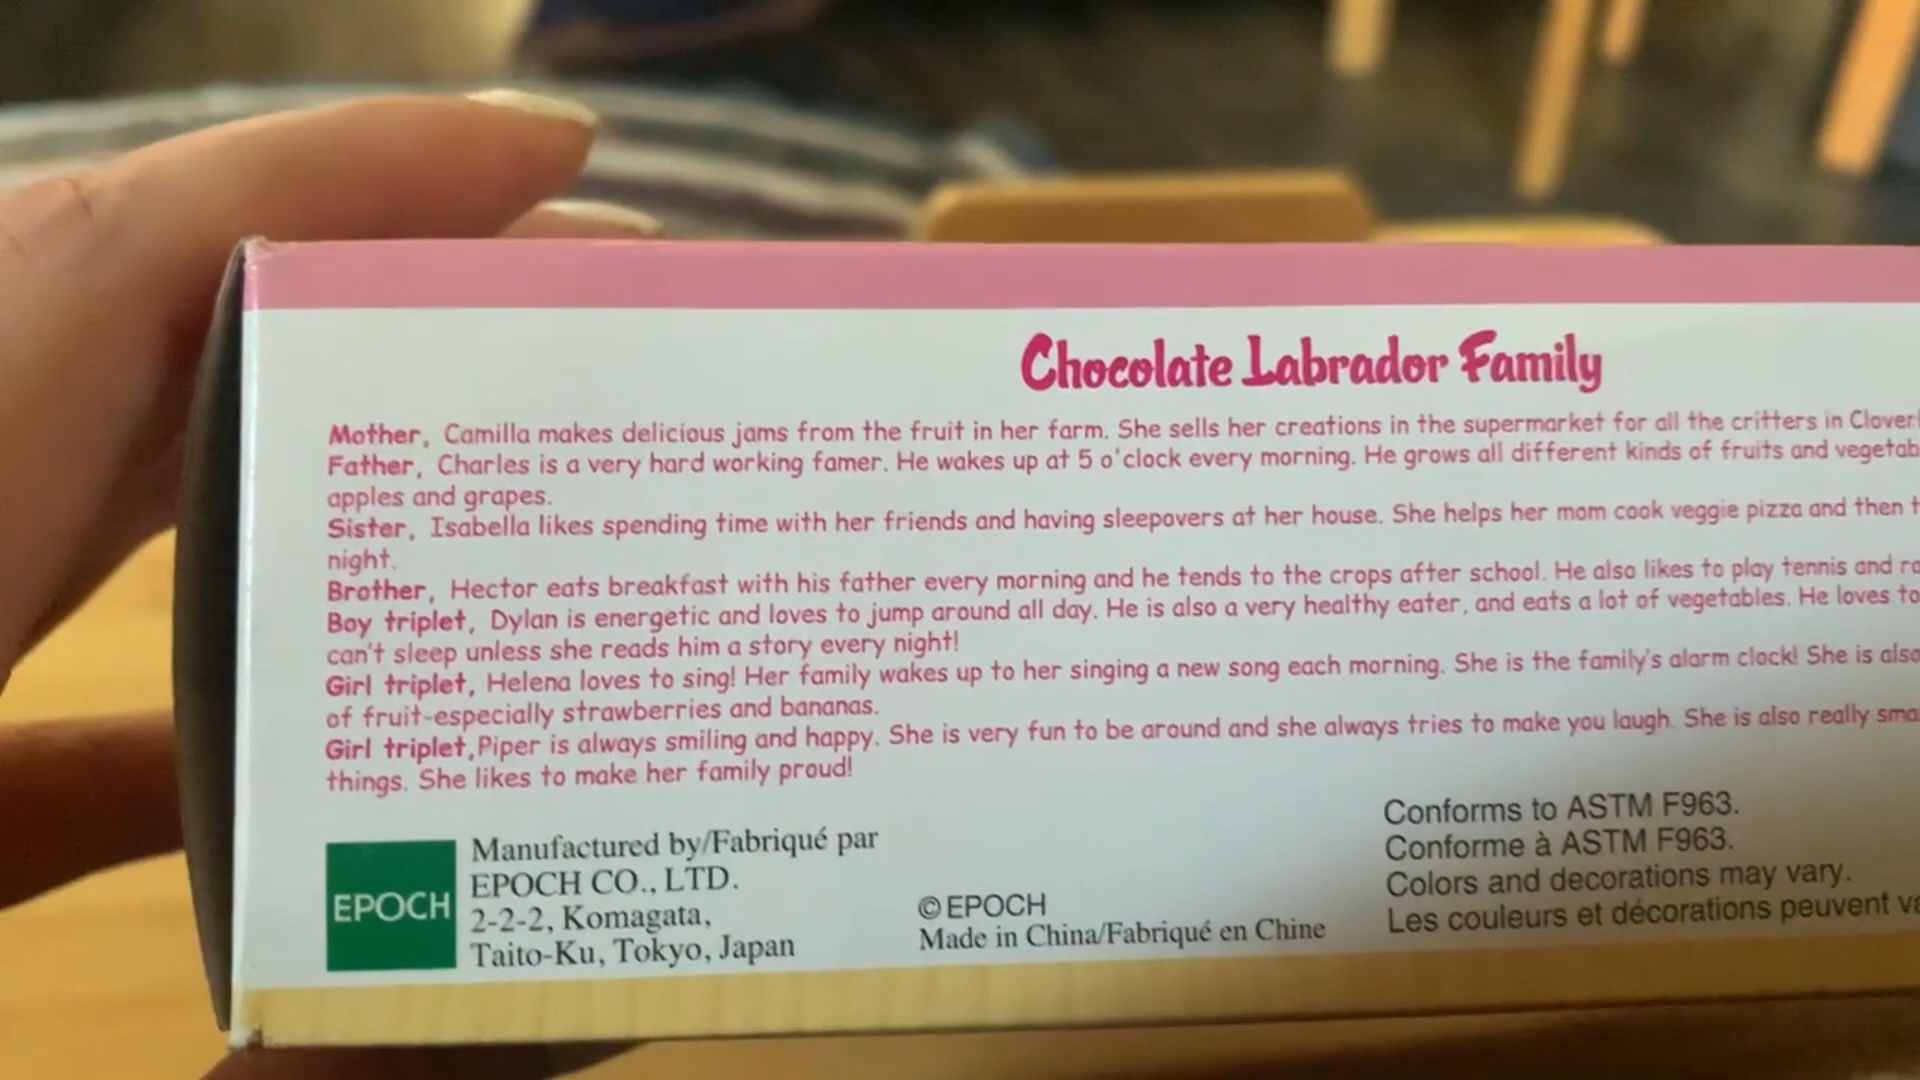 Chocolate Labrador Family
Mother, Camilla makes delicious jams from the fruit in her farm. She sells her creations in the supermarket for all the critters in Clover
Father, Charles is a very hard working famer. He wakes up at 5 o'clock every morning. He grows all different kinds of fruits and vegetab
apples and grapes.
Sister, Isabella likes spending time with her friends and having sleepovers at her house. She helps her mom cook veggie pizza and then t
night.
Brother, Hector eats breakfast with his father every morning and he tends to the crops after school. He also likes to play tennis and ro
Boy triplet, Dylan is energetic and loves to jump around all day. He is also a very healthy eater, and eats a lot of vegetables. He loves to
can't sleep unless she reads him a story every night!
Girl triplet, Helena loves to sing! Her family wakes up to her singing a new song each morning. She is the family's alarm clock! She is also
of fruit-especially strawberries and bananas.
Girl triplet, Piper is always smiling and happy. She is very fun to be around and she always tries to make you laugh. She is also really sma
things. She likes to make her family proud!
EPOCH
Manufactured by/Fabriqué par
EPOCH CO., LTD.
2-2-2, Komagata,
Taito-Ku, Tokyo, Japan
© EPOCH
Made in China/Fabriqué en Chine
Conforms to ASTM F963.
Conforme à ASTM F963.
Colors and decorations may vary.
Les couleurs et décorations peuvent va